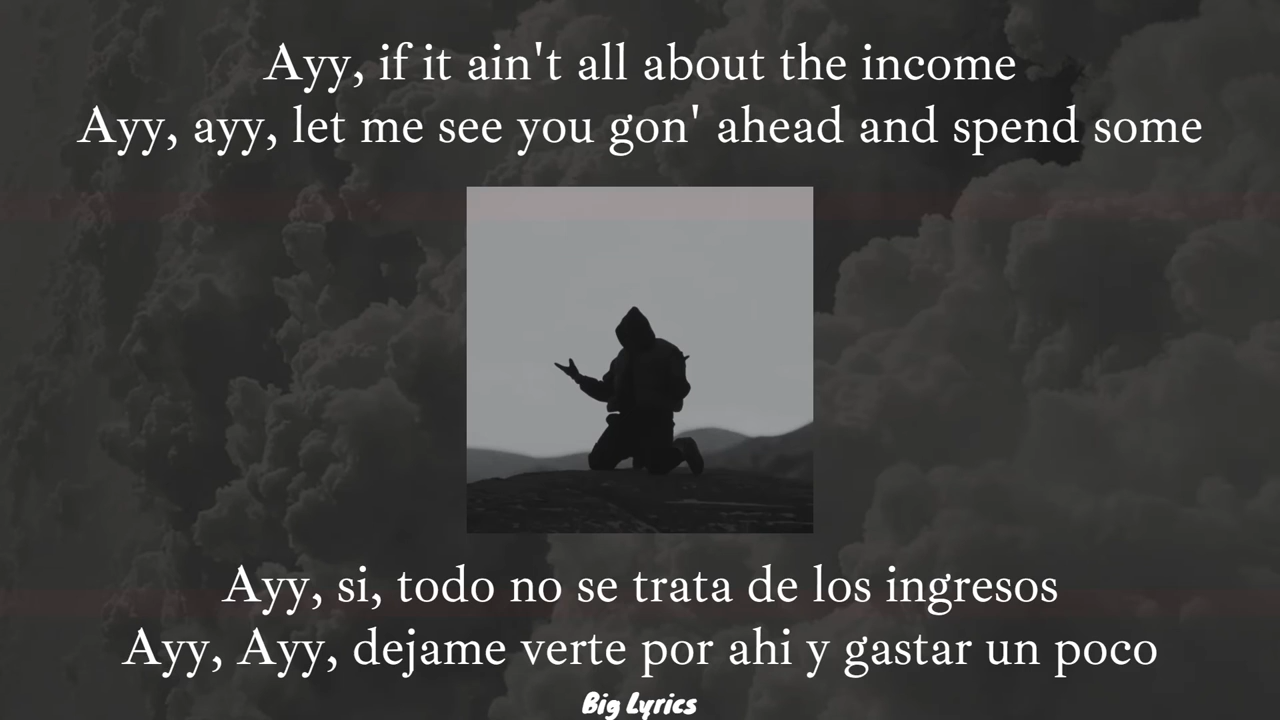 Ayy, if it ain't all about the income
Ayy, ayy, let me see you gon' ahead and spend some
Ayy, si, todo no se trata de los ingresos
Ayy, Ayy, dejame verte por ahi y gastar un poco
Big Lyrics